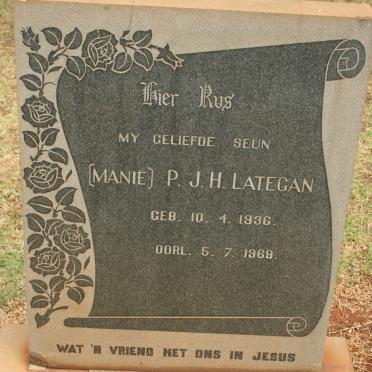 Hier Rus
MY GELIEFDE SEUN
(MANIE) P. J. H. LATEGAN
GEB. 10. 4. 1936.
OORL. 5. 7. 1969.
WAT 'N VRIEND HET ONS IN JESUS